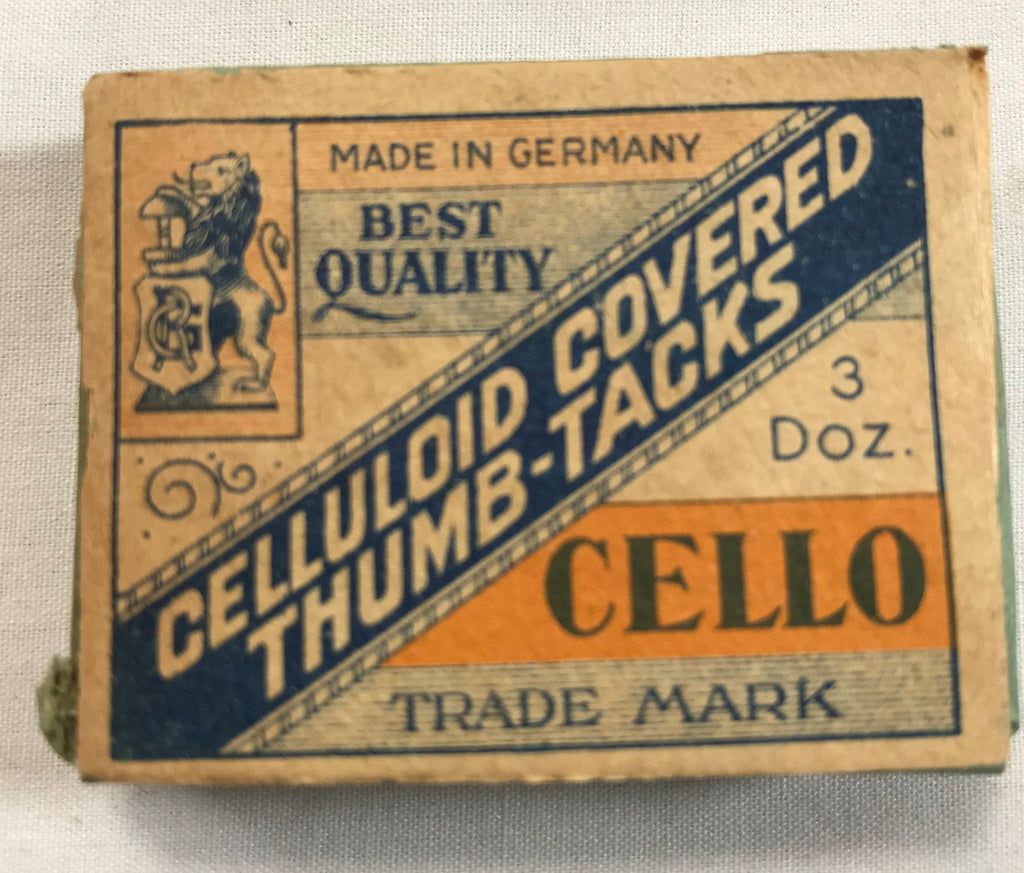 MADE IN GERMANY
BEST
QUALITY
CELLULOID COVERED
THUMB-TACKS
3
Doz.
CELLO
TRADE MARK